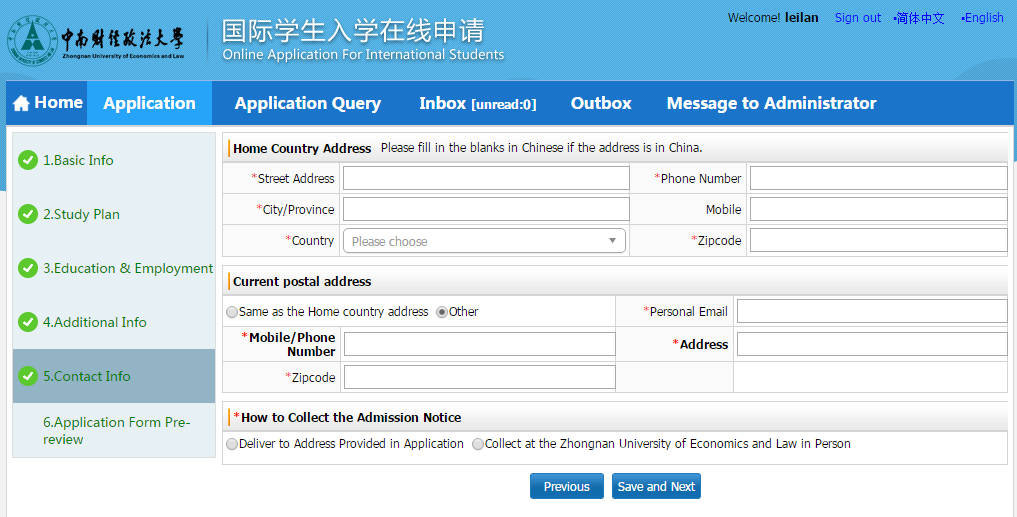 中南财经政法大学
Zhongnan University of Economics and Law
国际学生入学在线申请
Online Application For International Students
Welcome! leilan Sign out •简体中文 •English
Home Application Application Query Inbox [unread:0] Outbox Message to Administrator
1.Basic Info
2.Study Plan
3.Education & Employment
4.Additional Info
5.Contact Info
6.Application Form Pre-
review
Home Country Address Please fill in the blanks in Chinese if the address is in China.
*Street Address *Phone Number
*City/Province Mobile
*Country Please choose *Zipcode
Current postal address
Same as the Home country address Other *Personal Email
*Mobile/Phone
Number *Address
*Zipcode
*How to Collect the Admission Notice
Deliver to Address Provided in Application Collect at the Zhongnan University of Economics and Law in Person
Previous Save and Next